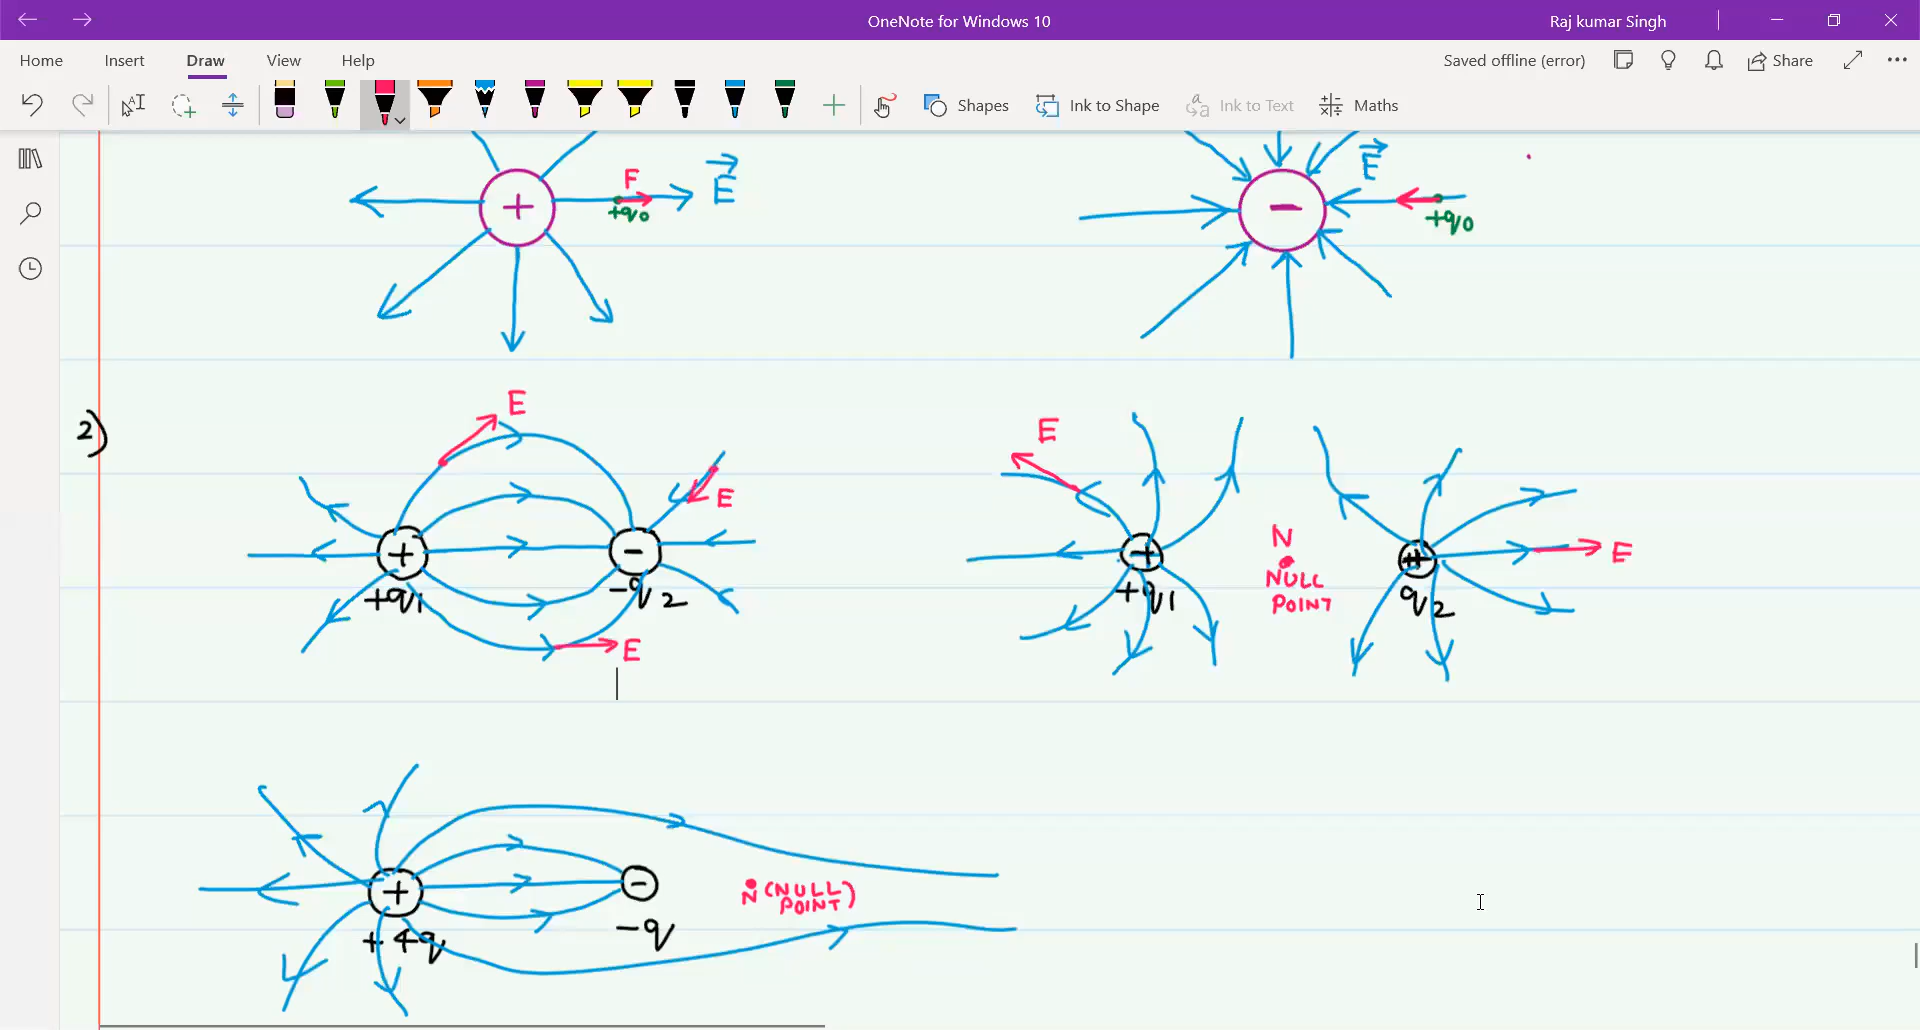 OneNote for Windows 10
Raj kumar Singh
Home Insert Draw View Help
Saved offline (error)
Share
Shapes
Ink to Shape
Ink to Text
Maths
+
F
+q0
E
−
E
+q0
2)
E
E
+
−
+q1
−q2
E
E
+
+q1
N
NULL
POINT
+
q2
E
+
+4q
−
−q
N (NULL
POINT)